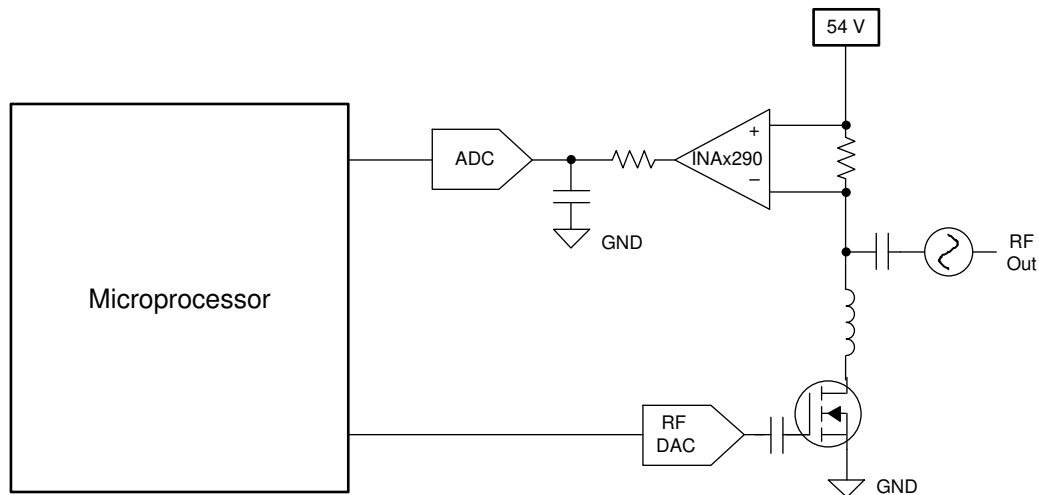 54 V
+
ADC
INAx290
−
GND
RF
Out
Microprocessor
RF
DAC
GND